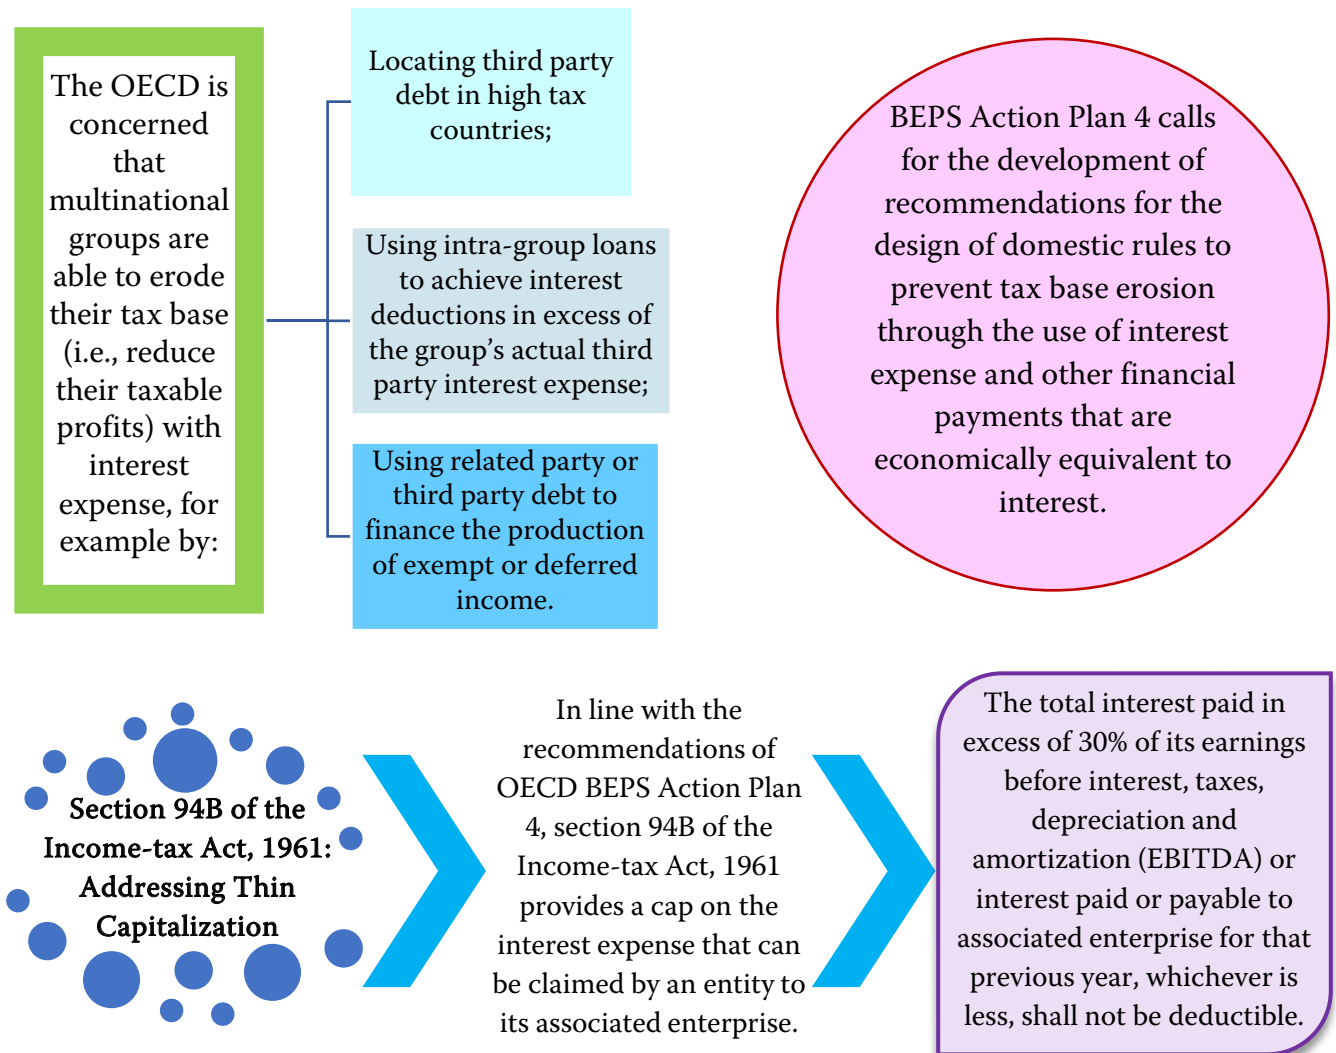 The OECD is
concerned
that
multinational
groups are
able to erode
their tax base
(i.e., reduce
their taxable
profits) with
interest
expense, for
example by:
Locating third party
debt in high tax
countries;
Using intra-group loans
to achieve interest
deductions in excess of
the group’s actual third
party interest expense;
Using related party or
third party debt to
finance the production
of exempt or deferred
income.
BEPS Action Plan 4 calls
for the development of
recommendations for the
design of domestic rules to
prevent tax base erosion
through the use of interest
expense and other financial
payments that are
economically equivalent to
interest.
Section 94B of the
Income-tax Act, 1961:
Addressing Thin
Capitalization
In line with the
recommendations of
OECD BEPS Action Plan
4, section 94B of the
Income-tax Act, 1961
provides a cap on the
interest expense that can
be claimed by an entity to
its associated enterprise.
The total interest paid in
excess of 30% of its earnings
before interest, taxes,
depreciation and
amortization (EBITDA) or
interest paid or payable to
associated enterprise for that
previous year, whichever is
less, shall not be deductible.